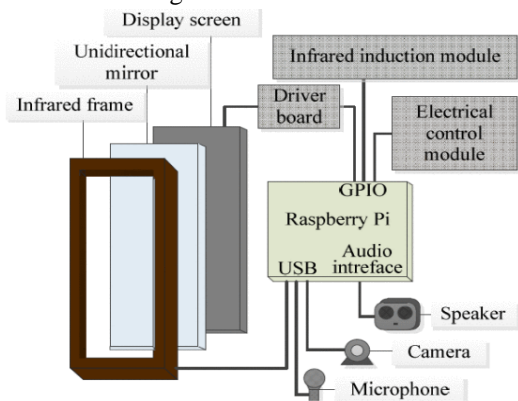 Display screen
Unidirectional
mirror
Infrared frame
Infrared induction module
Driver
board
Electrical
control
module
GPIO
Raspberry Pi
Audio
USB intreface
Speaker
Camera
Microphone